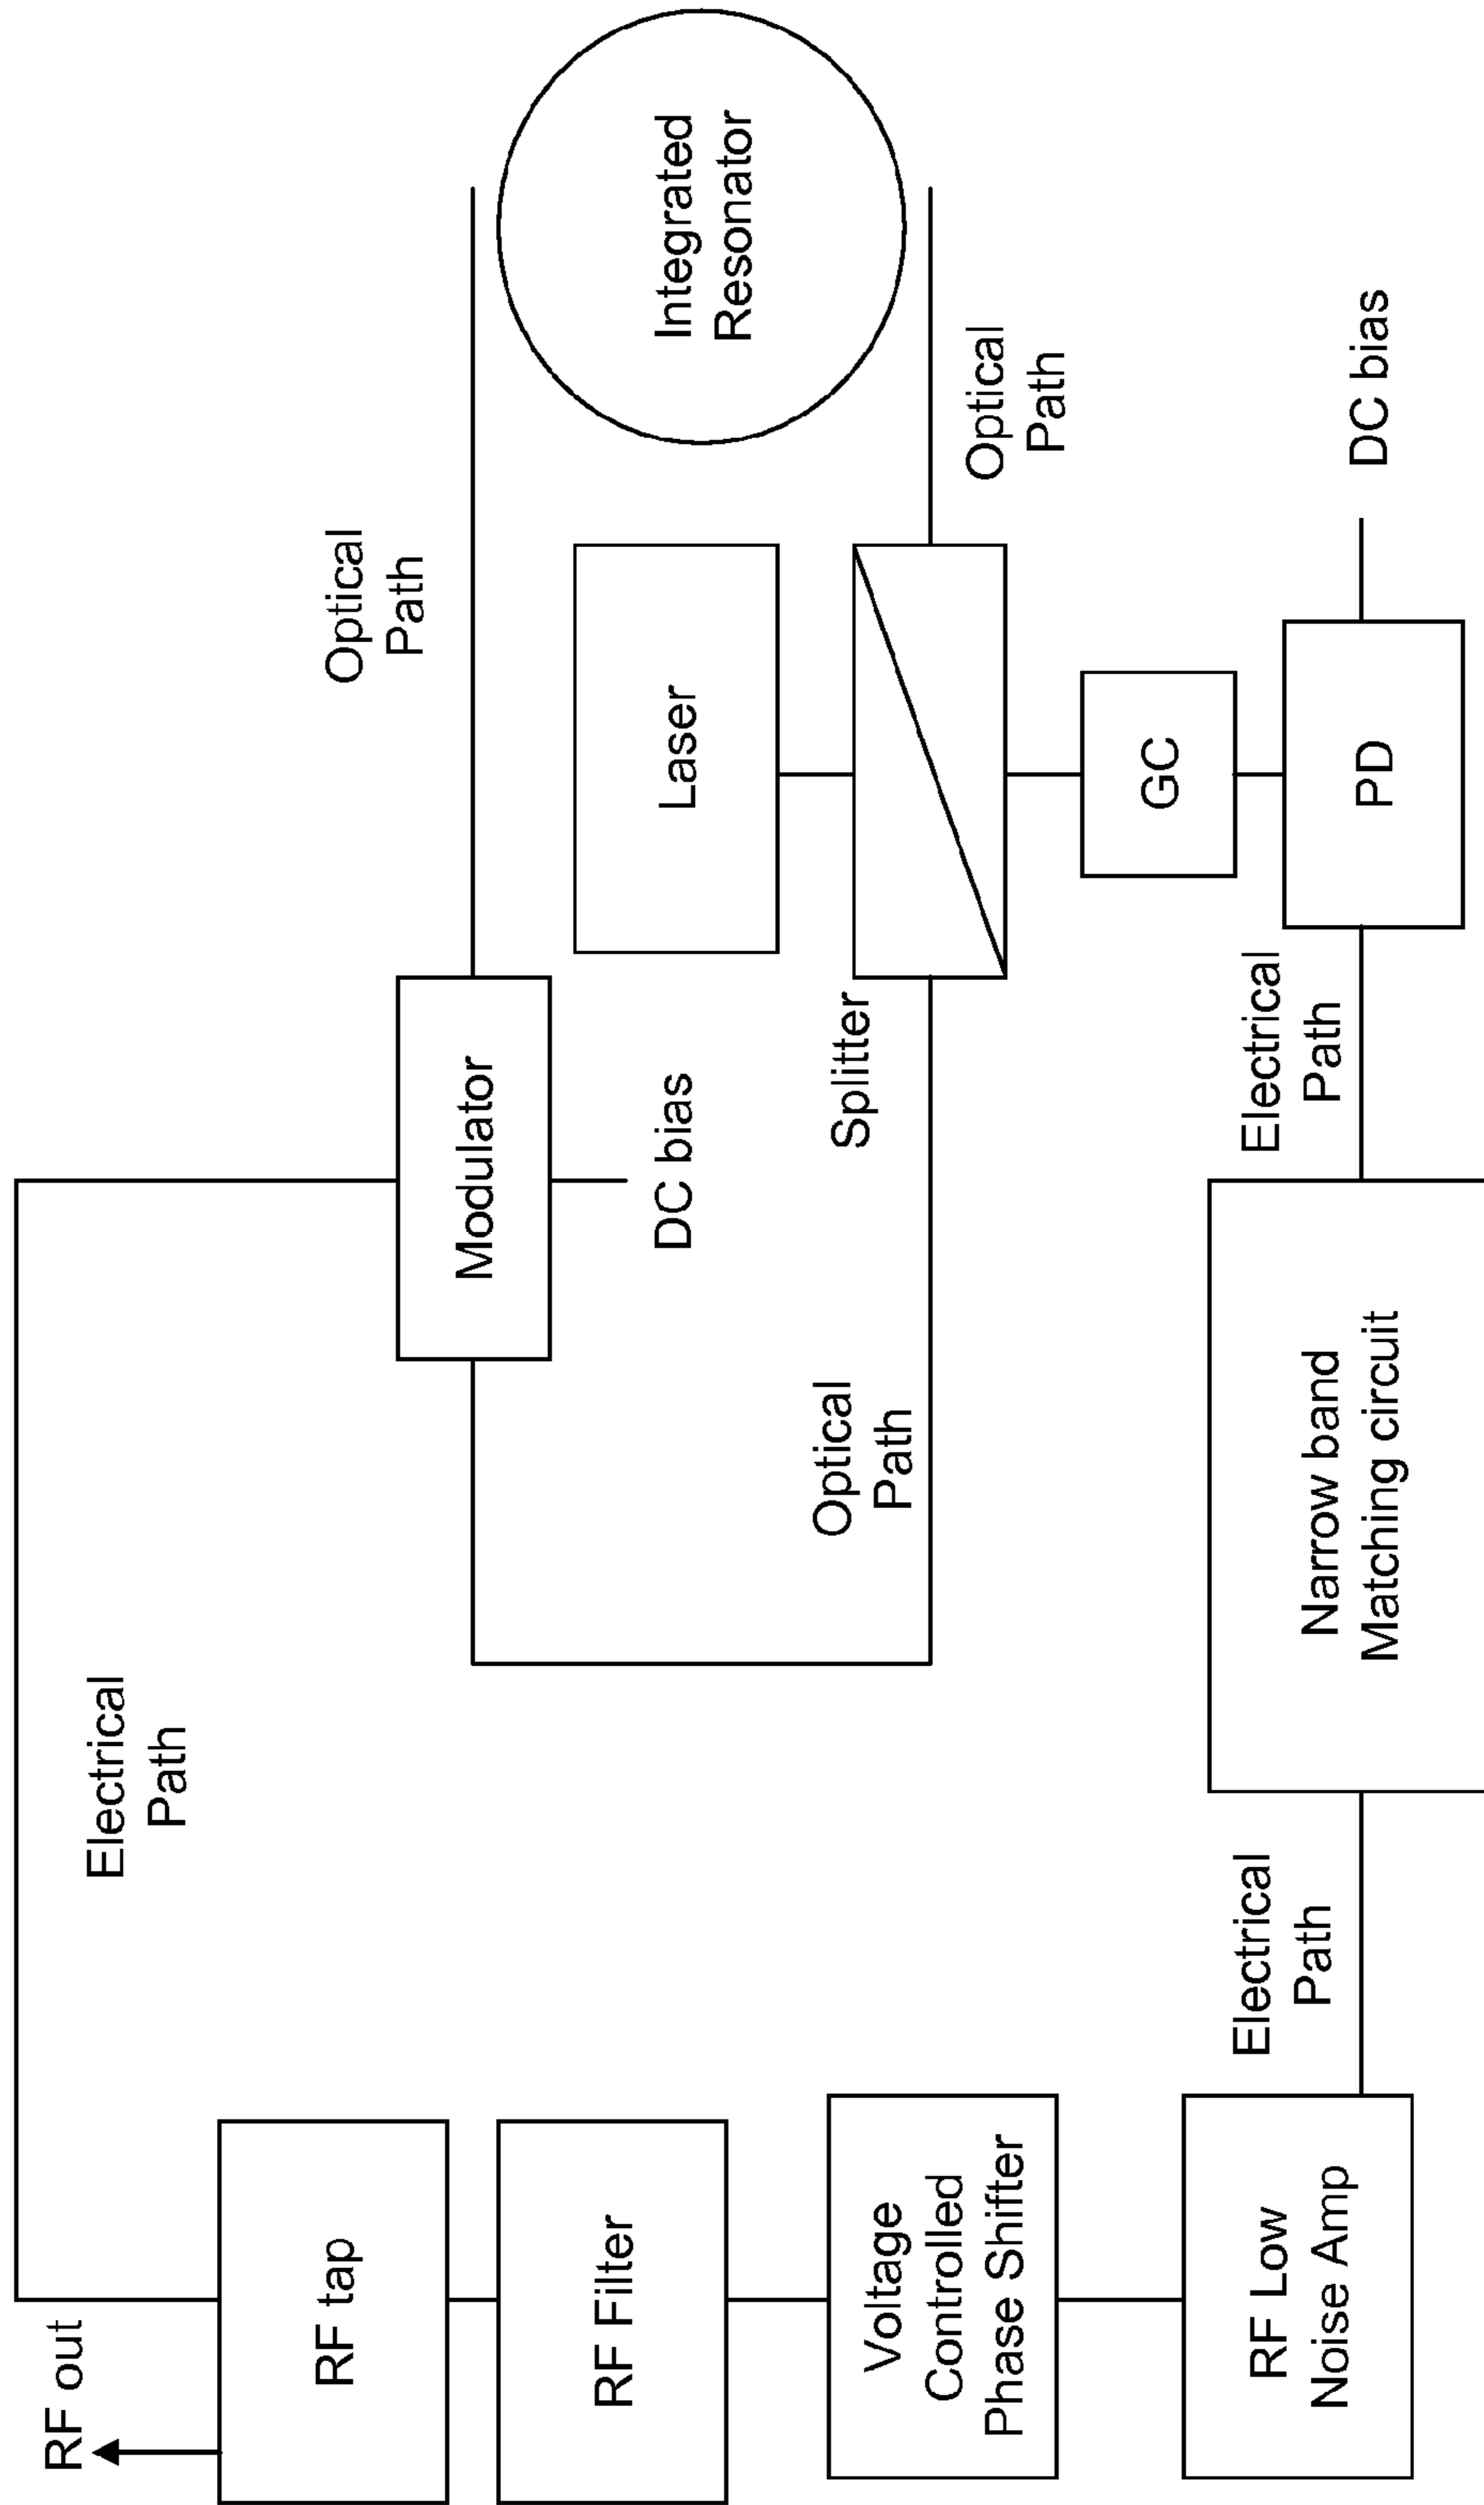 RF out
RF tap
RF Filter
Voltage
Controlled
Phase Shifter
RF Low
Noise Amp
Electrical
Path
Electrical
Path
Narrow band
Matching circuit
Electrical
Path
Modulator
DC bias
Optical
Path
Splitter
Optical
Path
Laser
GC
PD
DC bias
Optical
Path
Integrated
Resonator